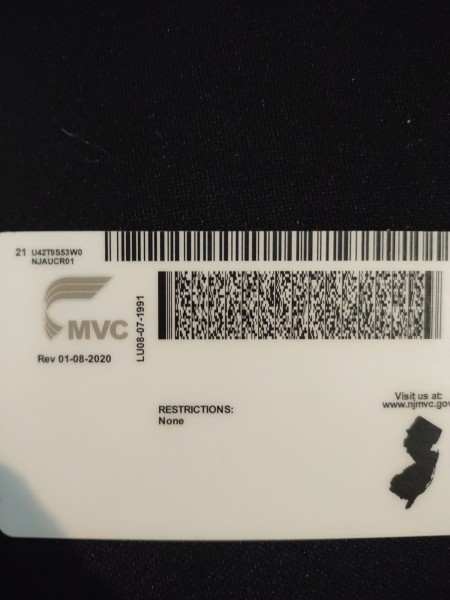 21 U42T9S53W0
NJAUCR01
MVC
Rev 01-08-2020
LU08-07-1991
RESTRICTIONS:
None
Visit us at:
www.njmvc.gov